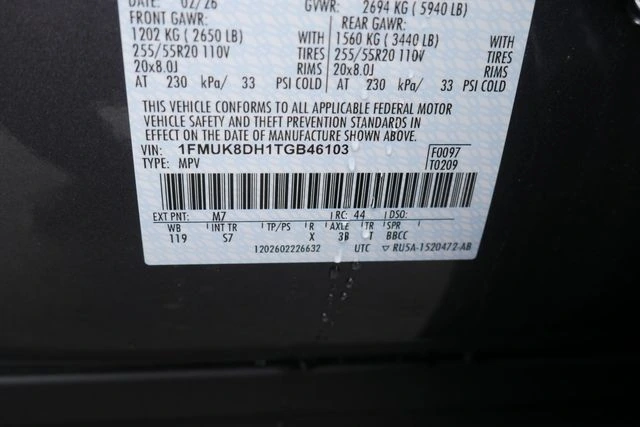 DATE: 02/26 GVWR: 2694 KG ( 5940 LB)
FRONT GAWR: REAR GAWR:
1202 KG ( 2650 LB) WITH 1560 KG ( 3440 LB) WITH
255/55R20 110V TIRES 255/55R20 110V TIRES
20x8.0J RIMS 20x8.0J RIMS
AT 230 kPa/ 33 PSI COLD AT 230 kPa/ 33 PSI COLD
THIS VEHICLE CONFORMS TO ALL APPLICABLE FEDERAL MOTOR
VEHICLE SAFETY AND THEFT PREVENTION STANDARDS IN
EFFECT ON THE DATE OF MANUFACTURE SHOWN ABOVE.
VIN: 1FMUK8DH1TGB46103 F0097
TYPE: MPV T0209
EXT PNT: M7 RC: 44 DSO:
WB INT TR TP/PS R AXLE TR SPR
119 S7 X 3B T BBCC
1202602226632 UTC ▽ RU5A-1520472-AB